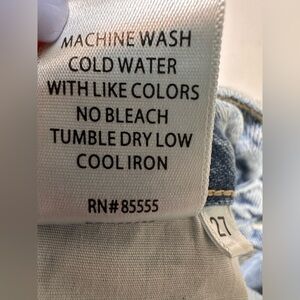 MACHINE WASH
COLD WATER
WITH LIKE COLORS
NO BLEACH
TUMBLE DRY LOW
COOL IRON
RN#85555
27